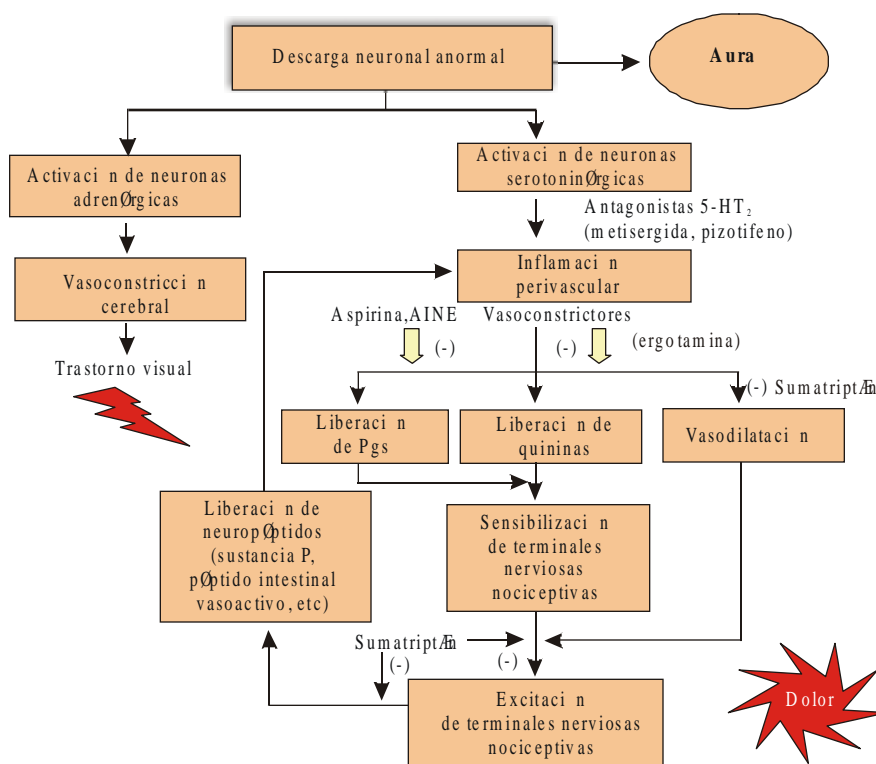 Descarga neuronal anormal
Aura
Activaci n de neuronas
adrenØrgicas
Activaci n de neuronas
serotoninØrgicas
Antagonistas 5-HT₂
(metisergida, pizotifeno)
Vasoconstricci n
cerebral
Inflamaci n
perivascular
Aspirina,AINE
Vasoconstrictores
(-)
(-)
(ergotamina)
Trastorno visual
(-) SumatriptÆn
Liberaci n
de Pgs
Liberaci n de
quininas
Vasodilataci n
Liberaci n de
neuropØptidos
(sustancia P,
pØptido intestinal
vasoactivo, etc)
Sensibilizaci n
de terminales
nerviosas
nociceptivas
SumatriptÆn
(-)
(-)
Excitaci n
de terminales nerviosas
nociceptivas
Dolor